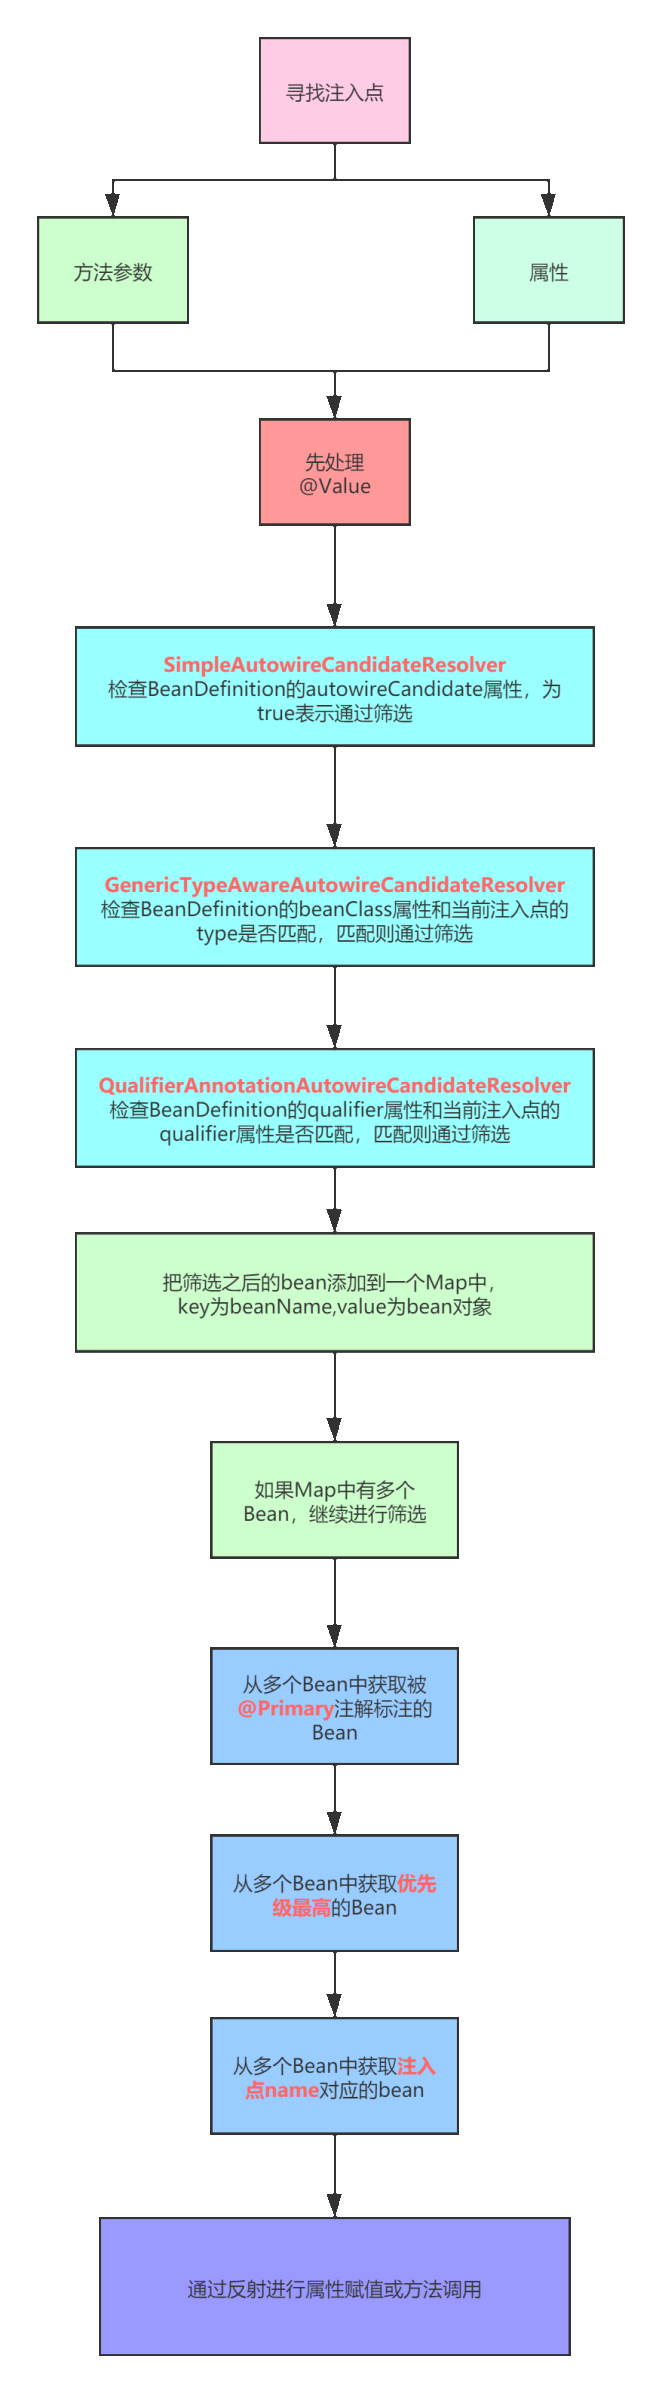 寻找注入点
方法参数
属性
先处理
@Value
SimpleAutowireCandidateResolver
检查BeanDefinition的autowireCandidate属性，为
true表示通过筛选
GenericTypeAwareAutowireCandidateResolver
检查BeanDefinition的beanClass属性和当前注入点的
type是否匹配，匹配则通过筛选
QualifierAnnotationAutowireCandidateResolver
检查BeanDefinition的qualifier属性和当前注入点的
qualifier属性是否匹配，匹配则通过筛选
把筛选之后的bean添加到一个Map中，
key为beanName,value为bean对象
如果Map中有多个
Bean，继续进行筛选
从多个Bean中获取被
@Primary注解标注的
Bean
从多个Bean中获取优先
级最高的Bean
从多个Bean中获取注入
点name对应的bean
通过反射进行属性赋值或方法调用